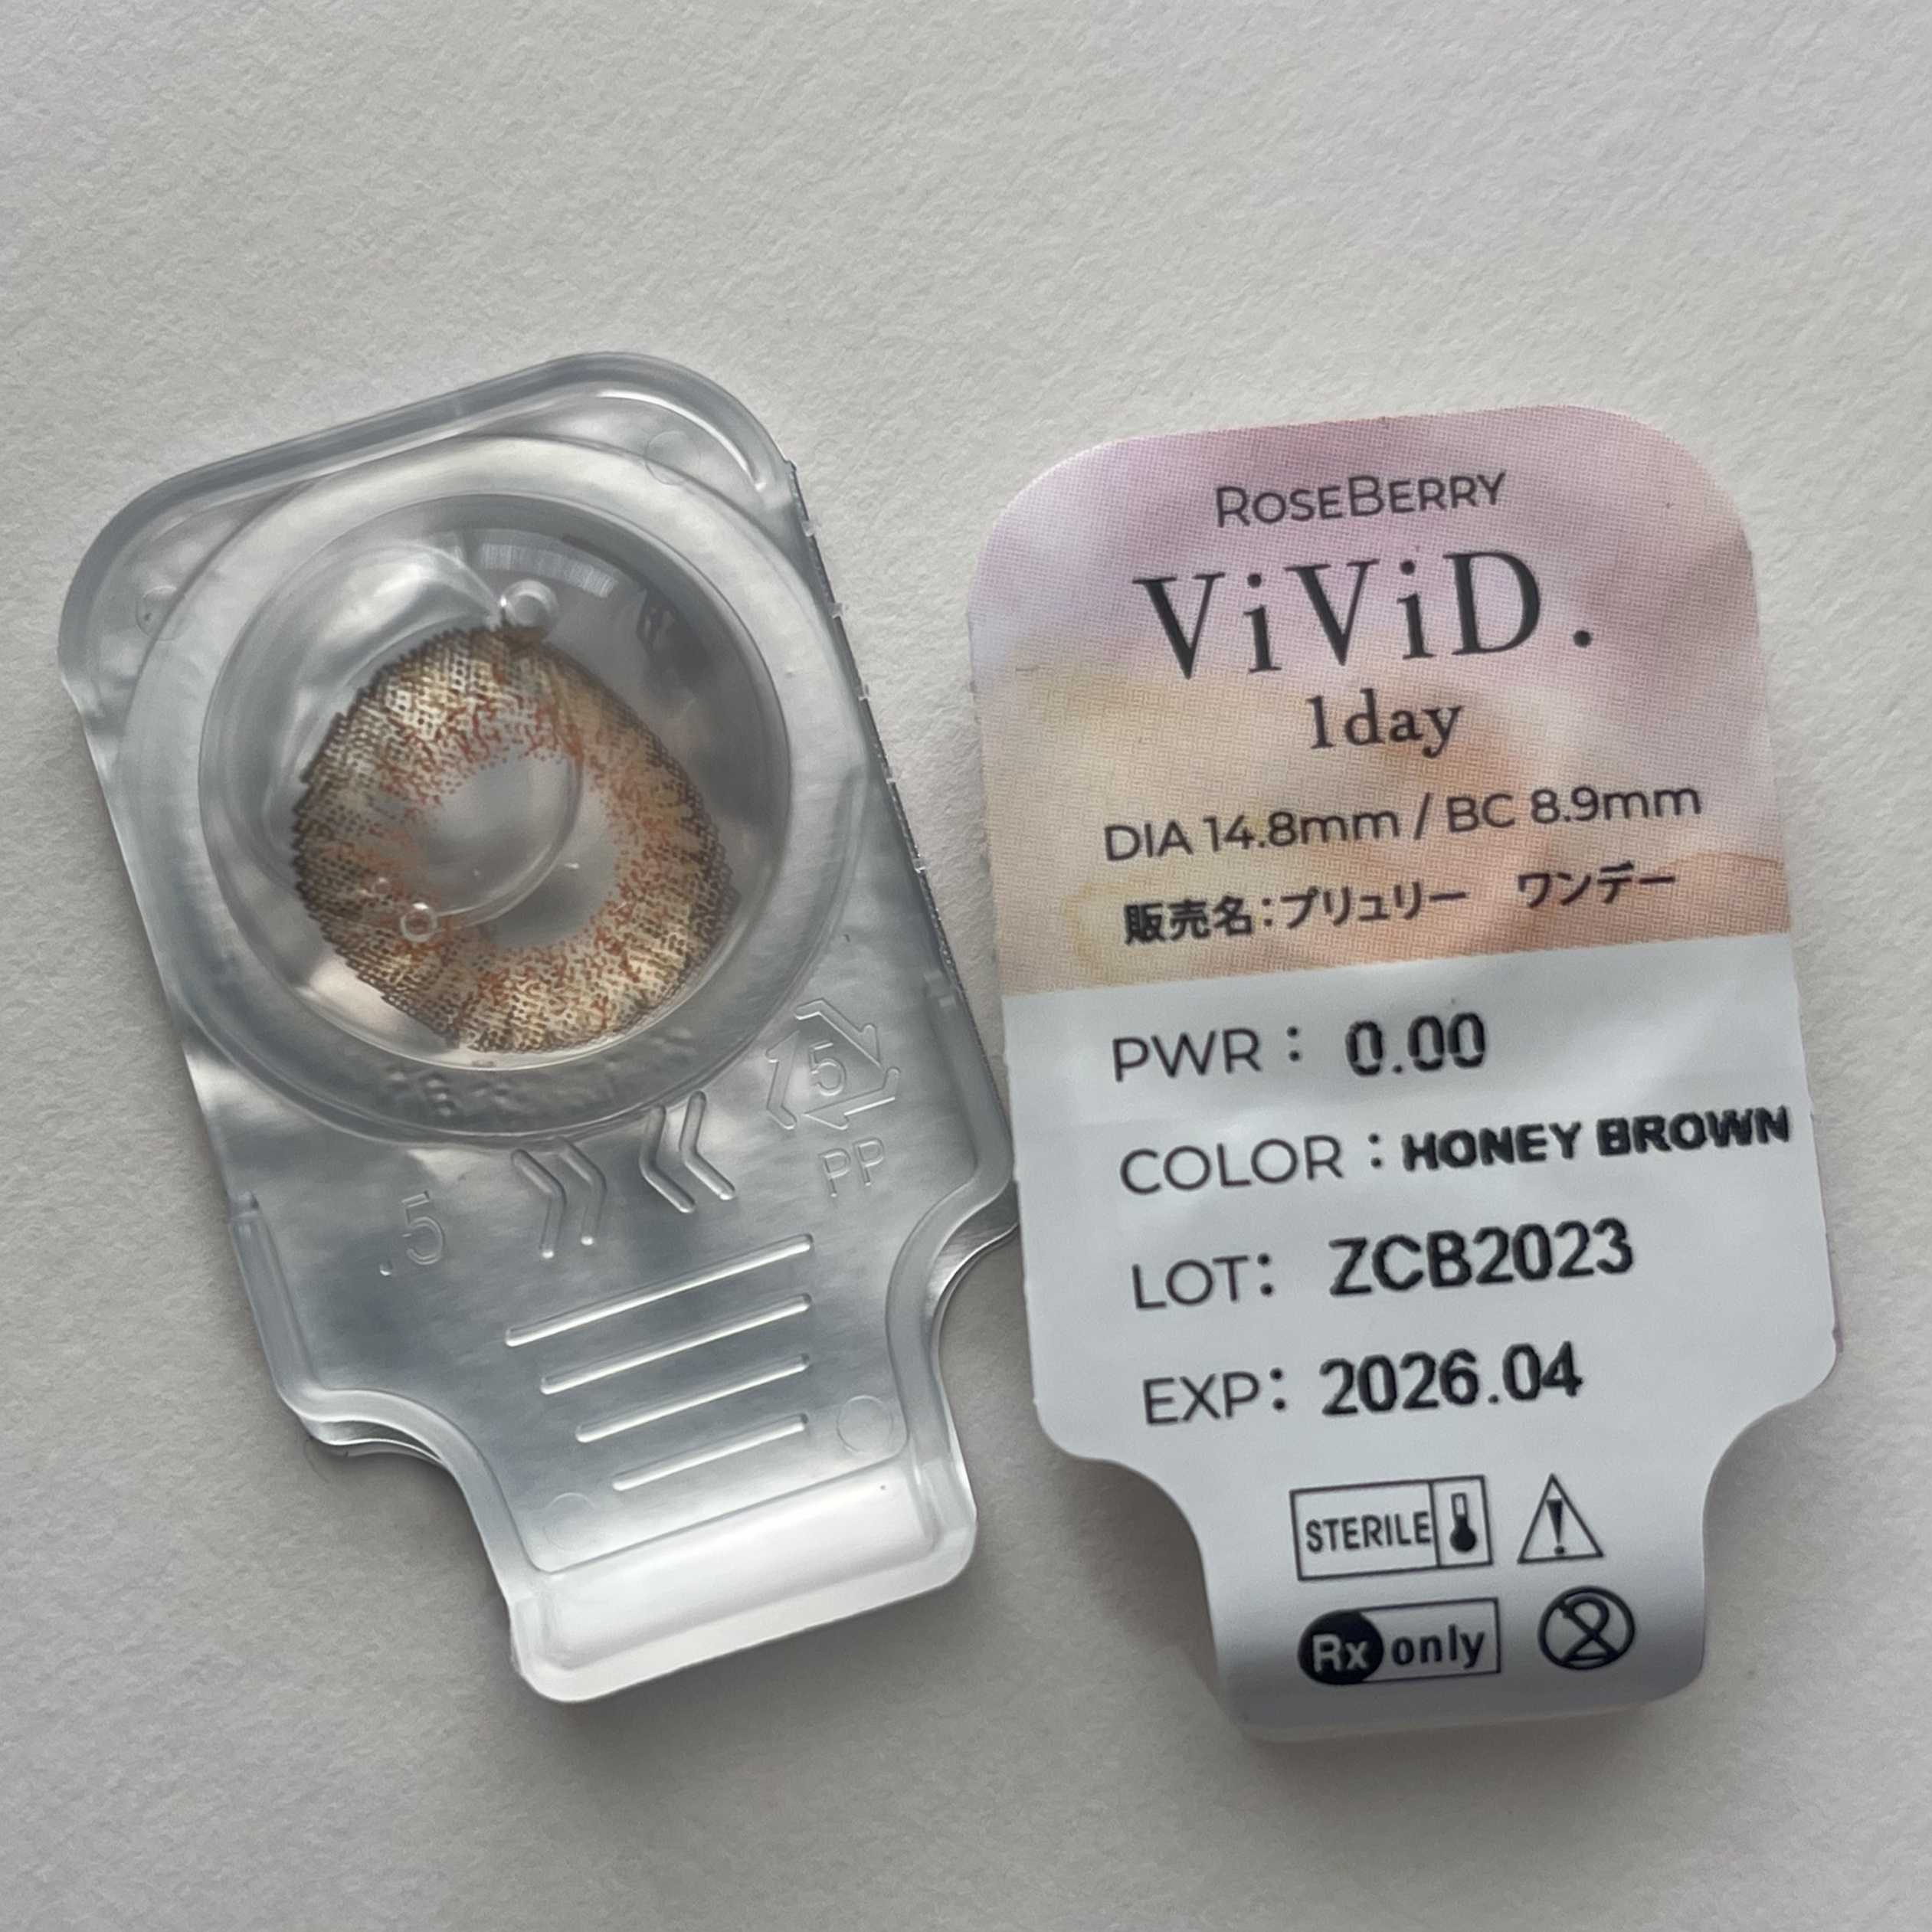 5
PP
.5
ROSEBERRY
ViViD.
1day
DIA 14.8mm / BC 8.9mm
販売名:プリュリー ワンデー
PWR: 0.00
COLOR: HONEY BROWN
LOT: ZCB2023
EXP: 2026.04
STERILE
Rx only
2